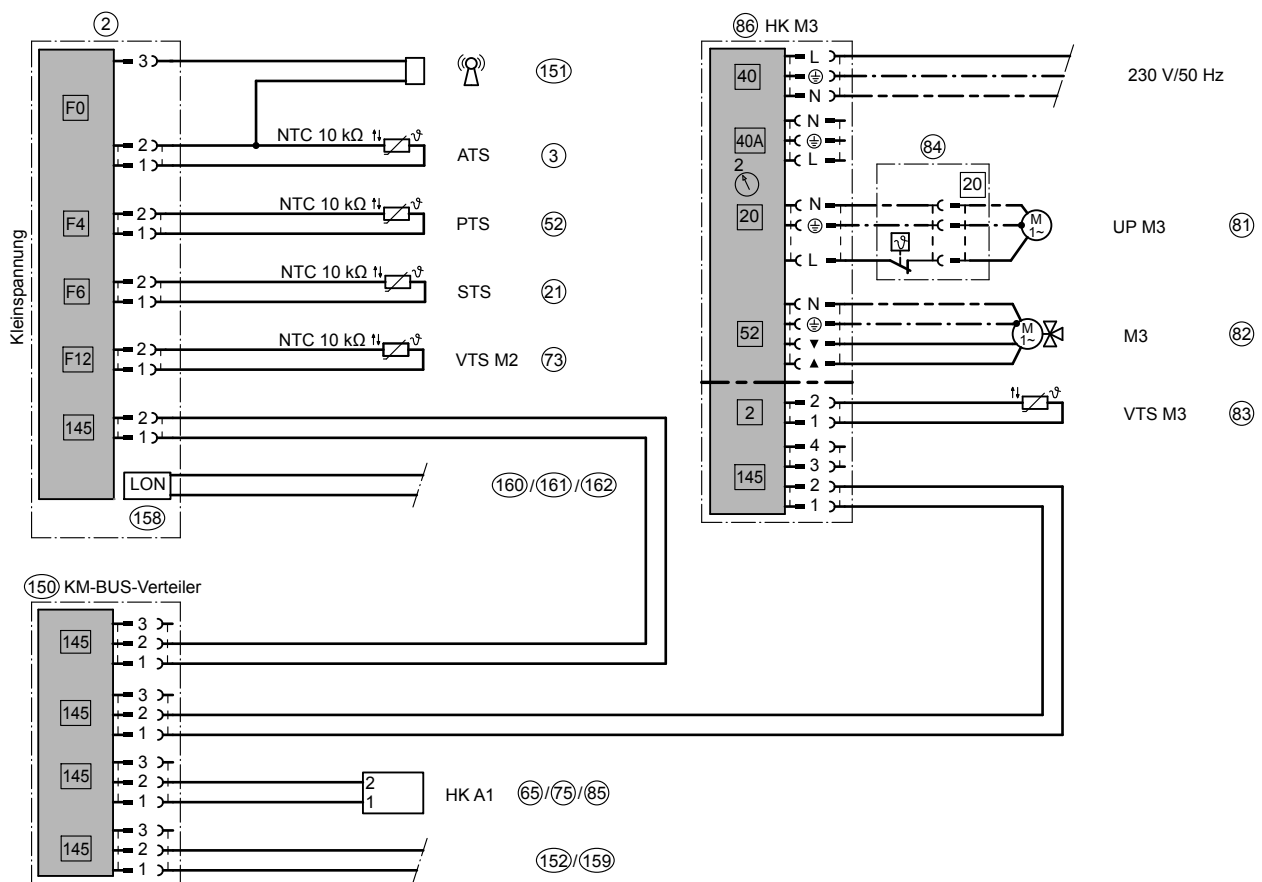 2
Kleinspannung
F0
3
151
2
1
NTC 10 kΩ
ϑ
ATS
3
F4
2
1
NTC 10 kΩ
ϑ
PTS
52
F6
2
1
NTC 10 kΩ
ϑ
STS
21
F12
2
1
NTC 10 kΩ
ϑ
VTS M2
73
145
2
1
LON
158
160/161/162
150 KM-BUS-Verteiler
145
3
2
1
145
3
2
1
145
3
2
1
2
1
HK A1
65/75/85
145
3
2
1
152/159
86 HK M3
40
L
N
230 V/50 Hz
40A
N
L
2
84
20
20
N
L
ϑ
M
1~
UP M3
81
52
N
▼
▲
M
1~
M3
82
2
2
1
ϑ
VTS M3
83
145
4
3
2
1